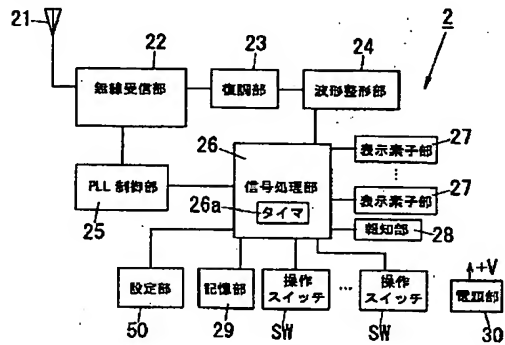 21
22
23
24
2
無線受信部
復調部
波形整形部
26
27
表示素子部
PLL 制御部
信号処理部
26a
タイマ
27
表示素子部
25
報知部
28
+V
設定部
記憶部
操作
スイッチ
…
操作
スイッチ
電源部
50
29
SW
SW
30